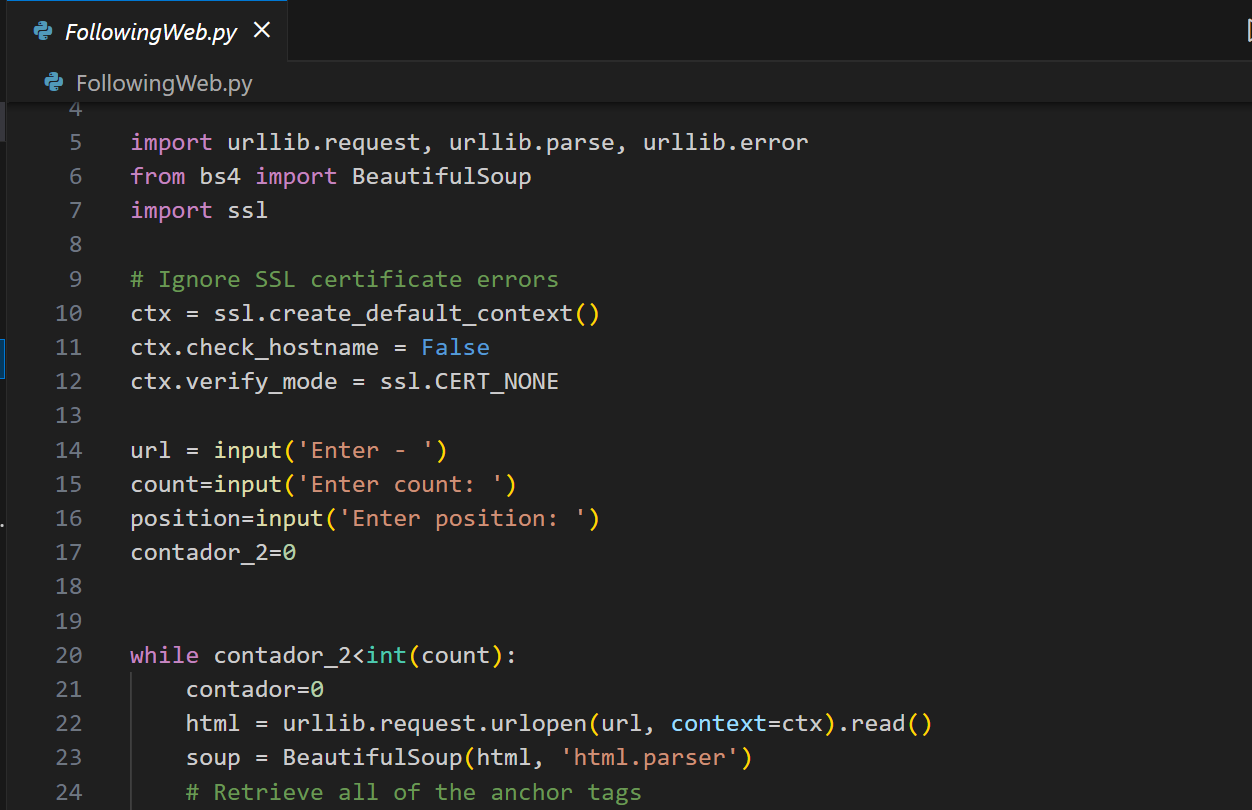 FollowingWeb.py ×
FollowingWeb.py
4
5 import urllib.request, urllib.parse, urllib.error
6 from bs4 import BeautifulSoup
7 import ssl
8
9 # Ignore SSL certificate errors
10 ctx = ssl.create_default_context()
11 ctx.check_hostname = False
12 ctx.verify_mode = ssl.CERT_NONE
13
14 url = input('Enter - ')
15 count=input('Enter count: ')
16 position=input('Enter position: ')
17 contador_2=0
18
19
20 while contador_2<int(count):
21     contador=0
22     html = urllib.request.urlopen(url, context=ctx).read()
23     soup = BeautifulSoup(html, 'html.parser')
24     # Retrieve all of the anchor tags